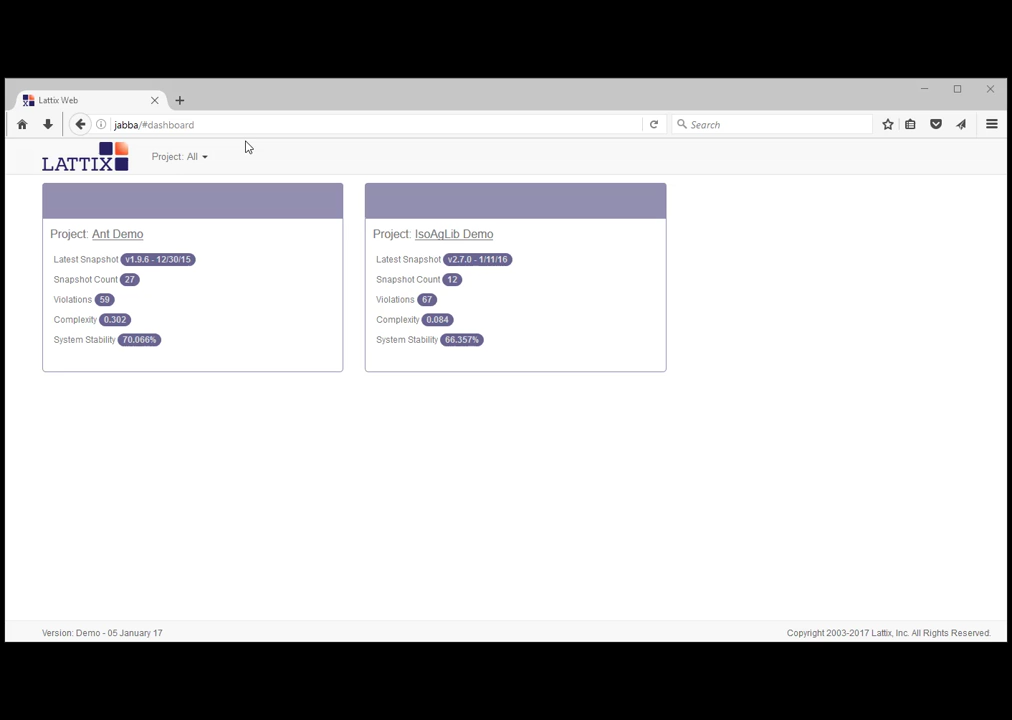 Lattix Web
jabba/#dashboard
Search
LATTIX
Project: All
Project: Ant Demo
Latest Snapshot v1.9.6 - 12/30/15
Snapshot Count 27
Violations 59
Complexity 0.302
System Stability 70.066%
Project: IsoAgLib Demo
Latest Snapshot v2.7.0 - 1/11/16
Snapshot Count 12
Violations 67
Complexity 0.084
System Stability 66.357%
Version: Demo - 05 January 17
Copyright 2003-2017 Lattix, Inc. All Rights Reserved.